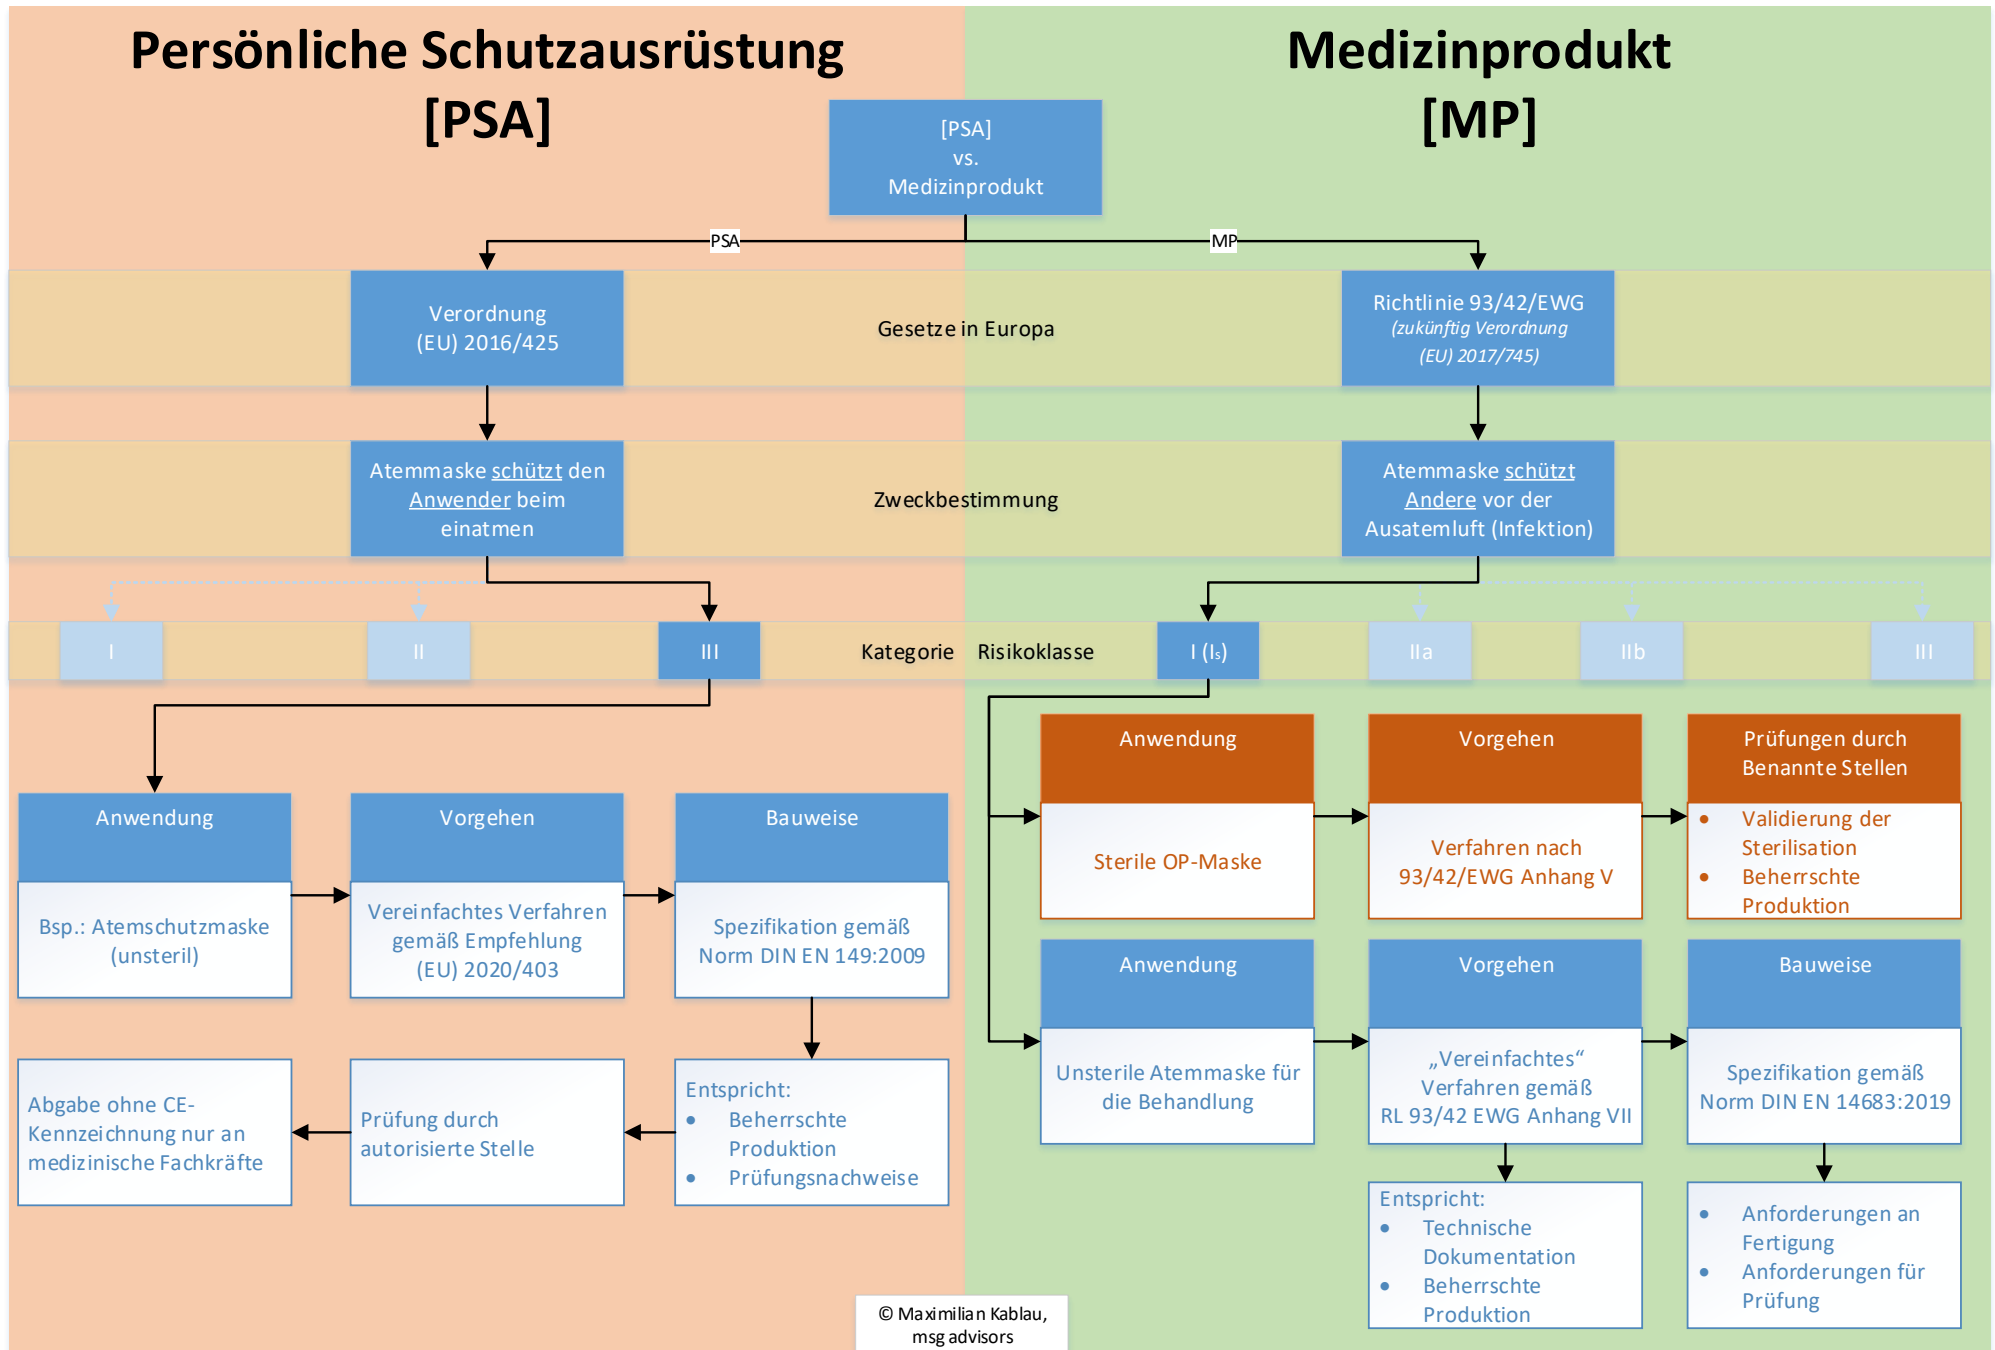 Persönliche Schutzausrüstung
[PSA]
Medizinprodukt
[MP]
[PSA]
vs.
Medizinprodukt
PSA
MP
Verordnung
(EU) 2016/425
Gesetze in Europa
Richtlinie 93/42/EWG
(zukünftig Verordnung
(EU) 2017/745)
Atemmaske schützt den
Anwender beim
einatmen
Zweckbestimmung
Atemmaske schützt
Andere vor der
Ausatemluft (Infektion)
I
II
III
Kategorie
Risikoklasse
I (Is)
IIa
IIb
III
Anwendung
Bsp.: Atemschutzmaske
(unsteril)
Vorgehen
Vereinfachtes Verfahren
gemäß Empfehlung
(EU) 2020/403
Bauweise
Spezifikation gemäß
Norm DIN EN 149:2009
Entspricht:
• Beherrschte
Produktion
• Prüfungsnachweise
Prüfung durch
autorisierte Stelle
Abgabe ohne CE-
Kennzeichnung nur an
medizinische Fachkräfte
Anwendung
Sterile OP-Maske
Vorgehen
Verfahren nach
93/42/EWG Anhang V
Prüfungen durch
Benannte Stellen
• Validierung der
Sterilisation
• Beherrschte
Produktion
Anwendung
Unsterile Atemmaske für
die Behandlung
Vorgehen
„Vereinfachtes“
Verfahren gemäß
RL 93/42 EWG Anhang VII
Bauweise
Spezifikation gemäß
Norm DIN EN 14683:2019
Entspricht:
• Technische
Dokumentation
• Beherrschte
Produktion
• Anforderungen an
Fertigung
• Anforderungen für
Prüfung
© Maximilian Kablau,
msg advisors